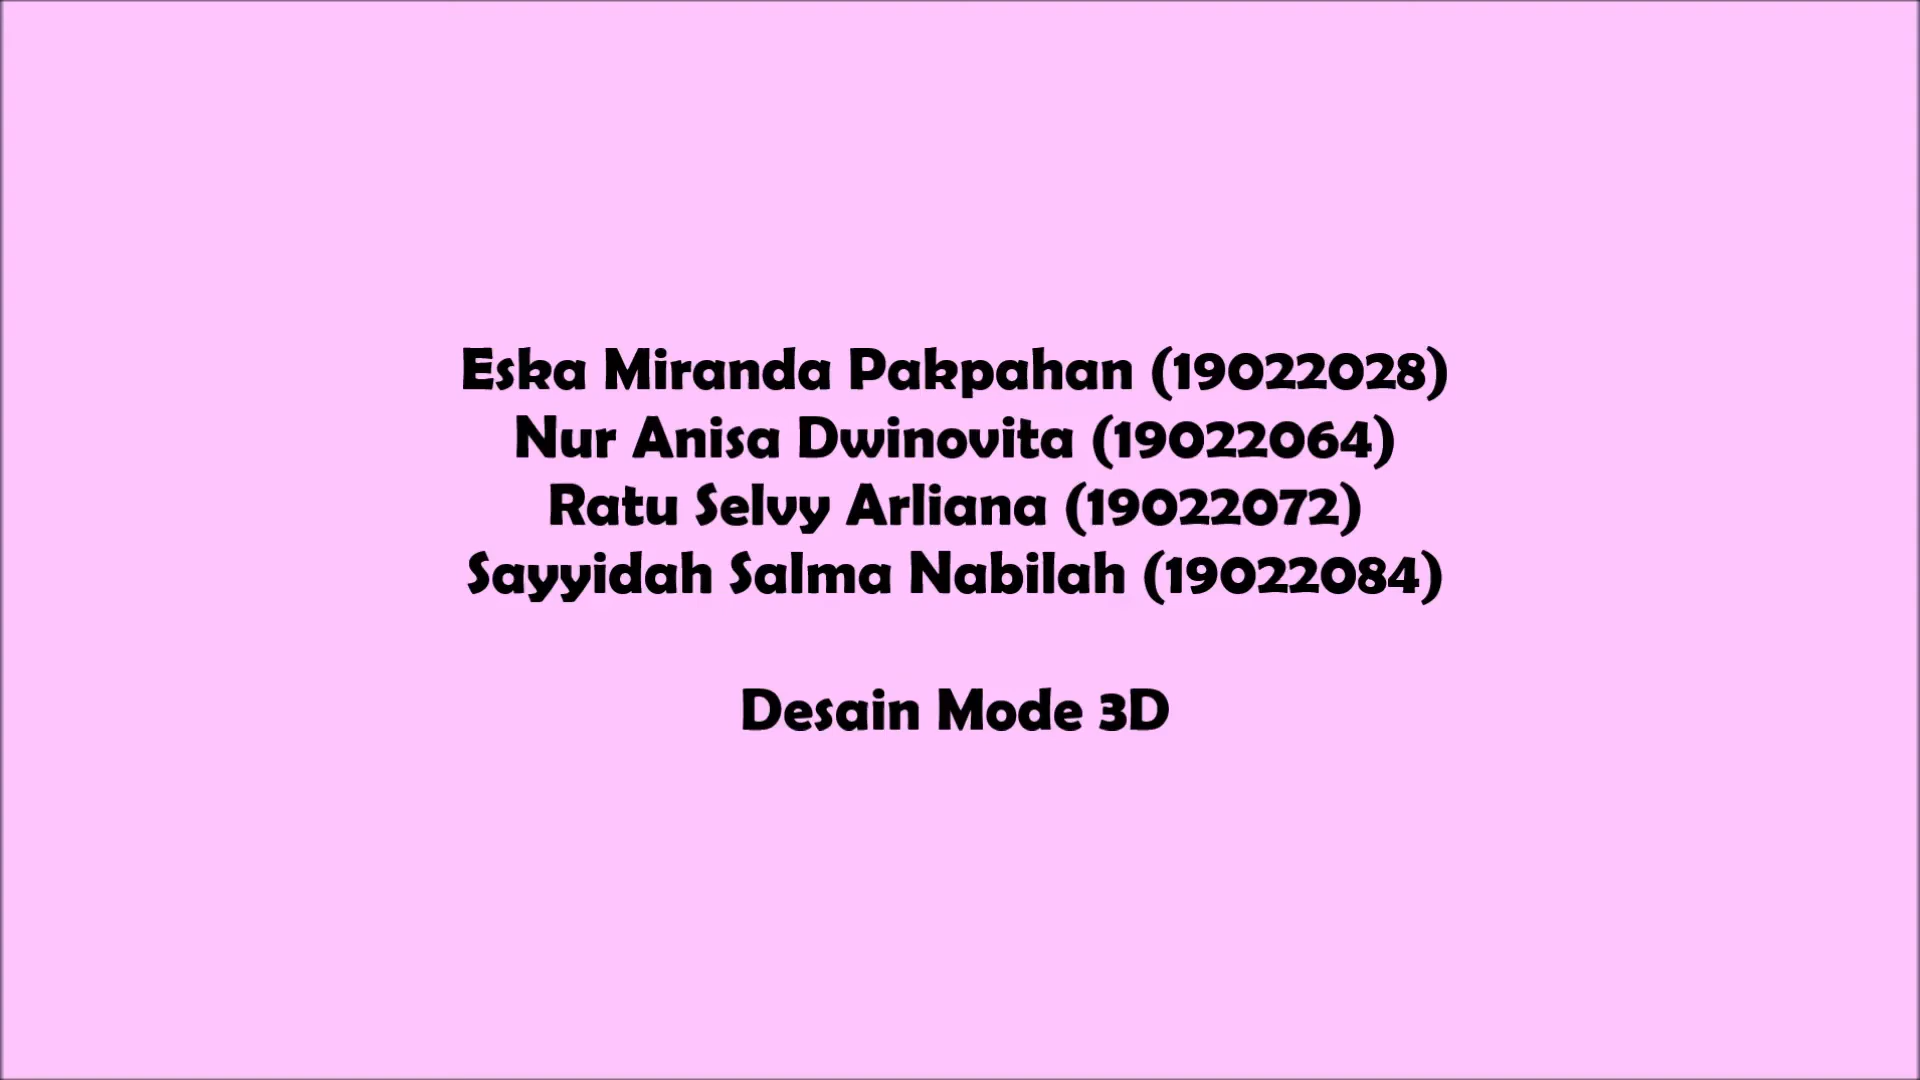 Eska Miranda Pakpahan (19022028)
Nur Anisa Dwinovita (19022064)
Ratu Selvy Arliana (19022072)
Sayyidah Salma Nabilah (19022084)
Desain Mode 3D